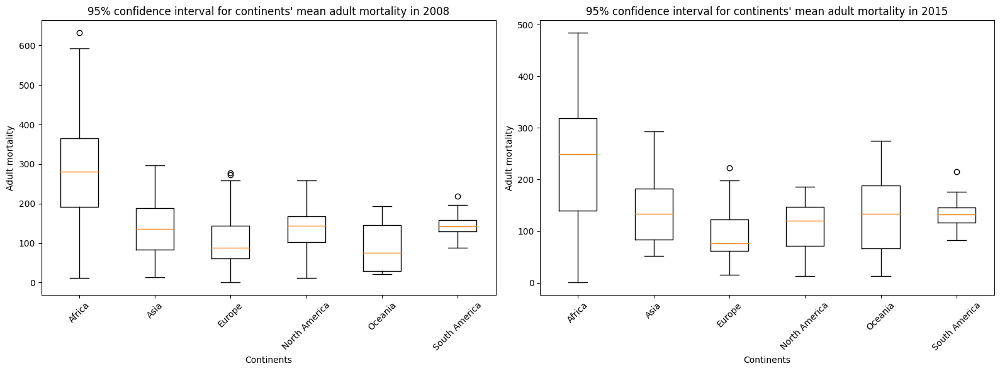 95% confidence interval for continents' mean adult mortality in 2008
Adult mortality
600
500
400
300
200
100
0
Africa
Asia
Europe
North America
Oceania
South America
Continents
95% confidence interval for continents' mean adult mortality in 2015
Adult mortality
500
400
300
200
100
0
Africa
Asia
Europe
North America
Oceania
South America
Continents